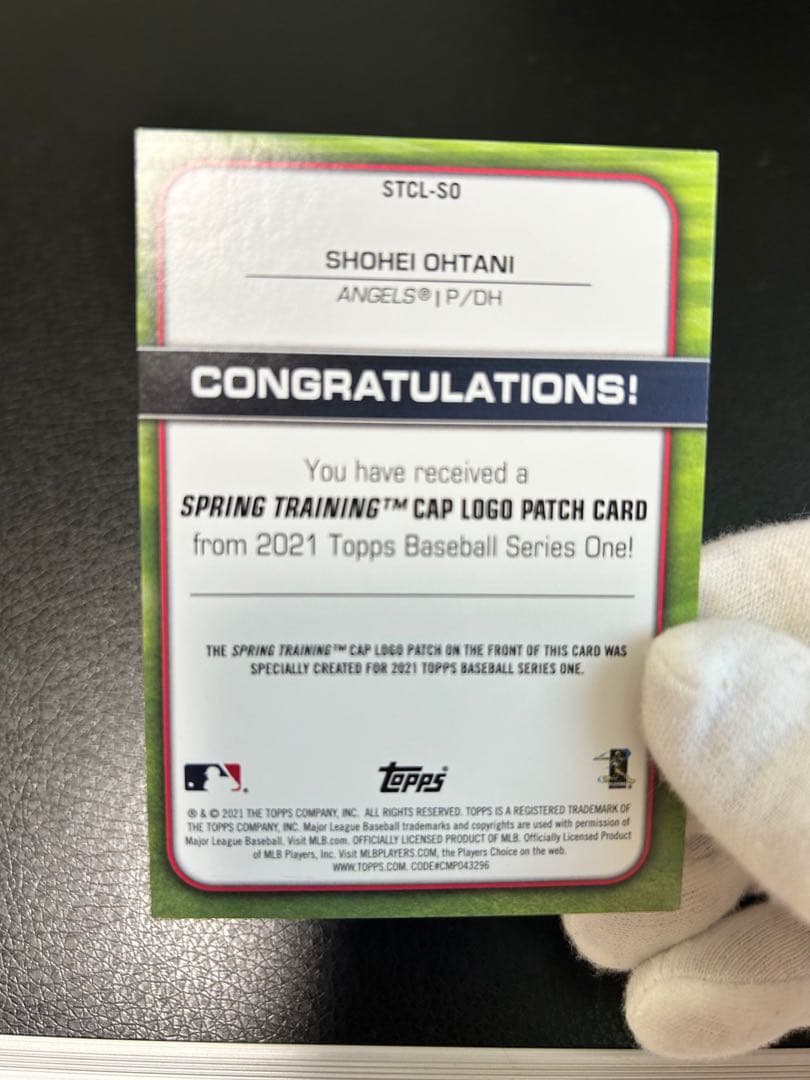 STCL-SO
SHOHEI OHTANI
ANGELS® | P/DH
CONGRATULATIONS!
You have received a
SPRING TRAINING™ CAP LOGO PATCH CARD
from 2021 Topps Baseball Series One!
THE SPRING TRAINING™ CAP LOGO PATCH ON THE FRONT OF THIS CARD WAS
SPECIALLY CREATED FOR 2021 TOPPS BASEBALL SERIES ONE.
Topps®
® & © 2021 THE TOPPS COMPANY, INC. ALL RIGHTS RESERVED. TOPPS IS A REGISTERED TRADEMARK OF
THE TOPPS COMPANY, INC. Major League Baseball trademarks and copyrights are used with permission of
Major League Baseball. Visit MLB.com. OFFICIALLY LICENSED PRODUCT OF MLB. Officially Licensed Product
of MLB Players, Inc. Visit MLBPLAYERS.COM, the Players Choice on the web.
WWW.TOPPS.COM. CODE#CMP043296